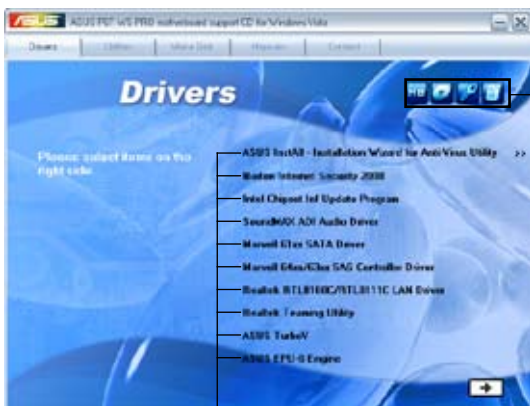 ASUS ASUS P6T WS PRO motherboard support CD for Windows Vista
Drivers Utilities Make Disk Manuals Contact
Drivers
Please select items on the
right side.
ASUS InstAll - Installation Wizard for Anti-Virus Utility >>
Norton Internet Security 2008
Intel Chipset Inf Update Program
SoundMAX ADI Audio Driver
Marvell 61xx SATA Driver
Marvell 64xx/63xx SAS Controller Driver
Realtek RTL8168C/RTL8111C LAN Driver
Realtek Teaming Utility
ASUS TurboV
ASUS EPU-6 Engine